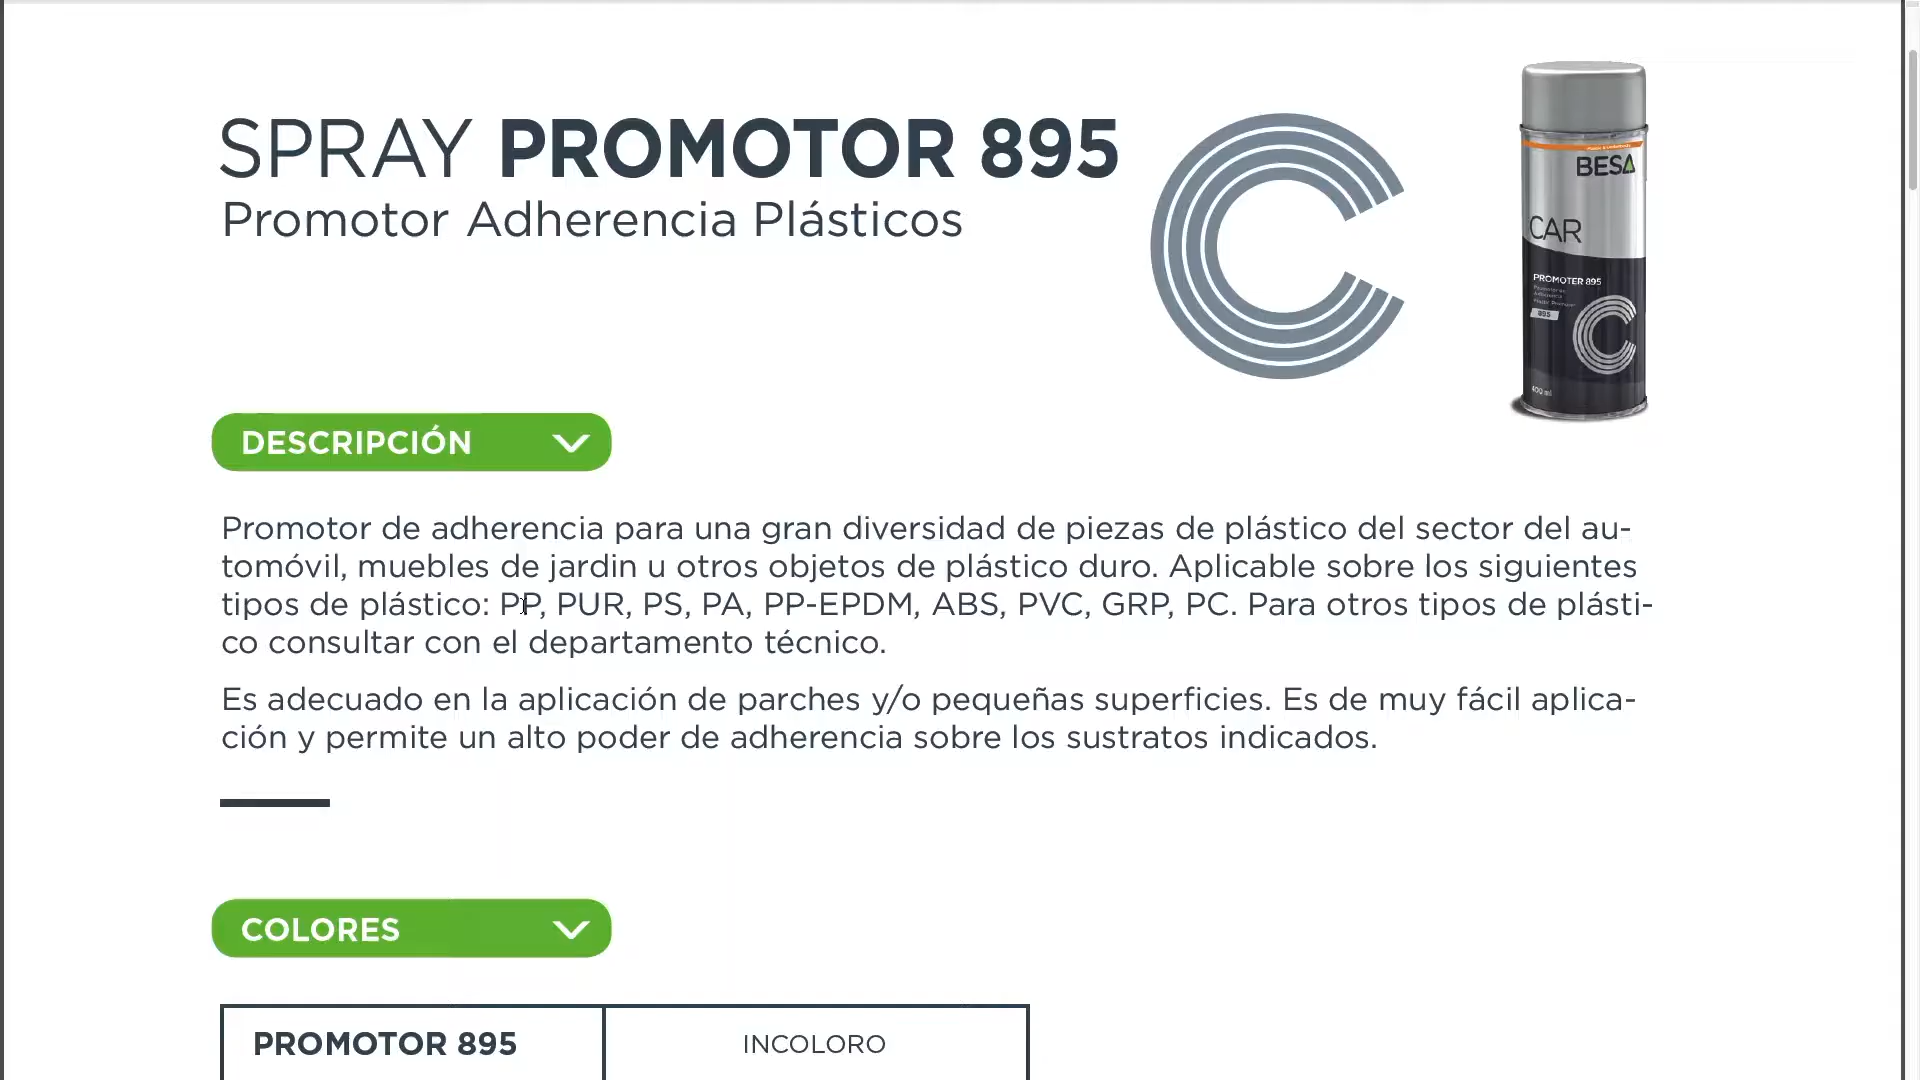 SPRAY PROMOTOR 895
Promotor Adherencia Plásticos
BESA
CAR
PROMOTER 895
895
400 ml
DESCRIPCIÓN
Promotor de adherencia para una gran diversidad de piezas de plástico del sector del au-
tomóvil, muebles de jardin u otros objetos de plástico duro. Aplicable sobre los siguientes
tipos de plástico: PP, PUR, PS, PA, PP-EPDM, ABS, PVC, GRP, PC. Para otros tipos de plásti-
co consultar con el departamento técnico.
Es adecuado en la aplicación de parches y/o pequeñas superficies. Es de muy fácil aplica-
ción y permite un alto poder de adherencia sobre los sustratos indicados.
COLORES
PROMOTOR 895
INCOLORO